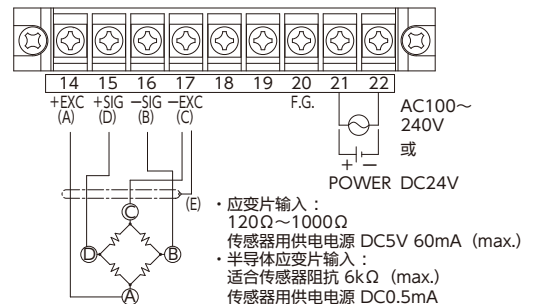 14 15 16 17 18 19 20 21 22
+EXC +SIG −SIG −EXC F.G.
(A) (D) (B) (C)
AC100～
240V
或
+ −
POWER DC24V
(E)
C
D B
A
・应变片输入：
120Ω～1000Ω
传感器用供电电源 DC5V 60mA（max.）
・半导体应变片输入：
适合传感器阻抗 6kΩ（max.）
传感器用供电电源 DC0.5mA